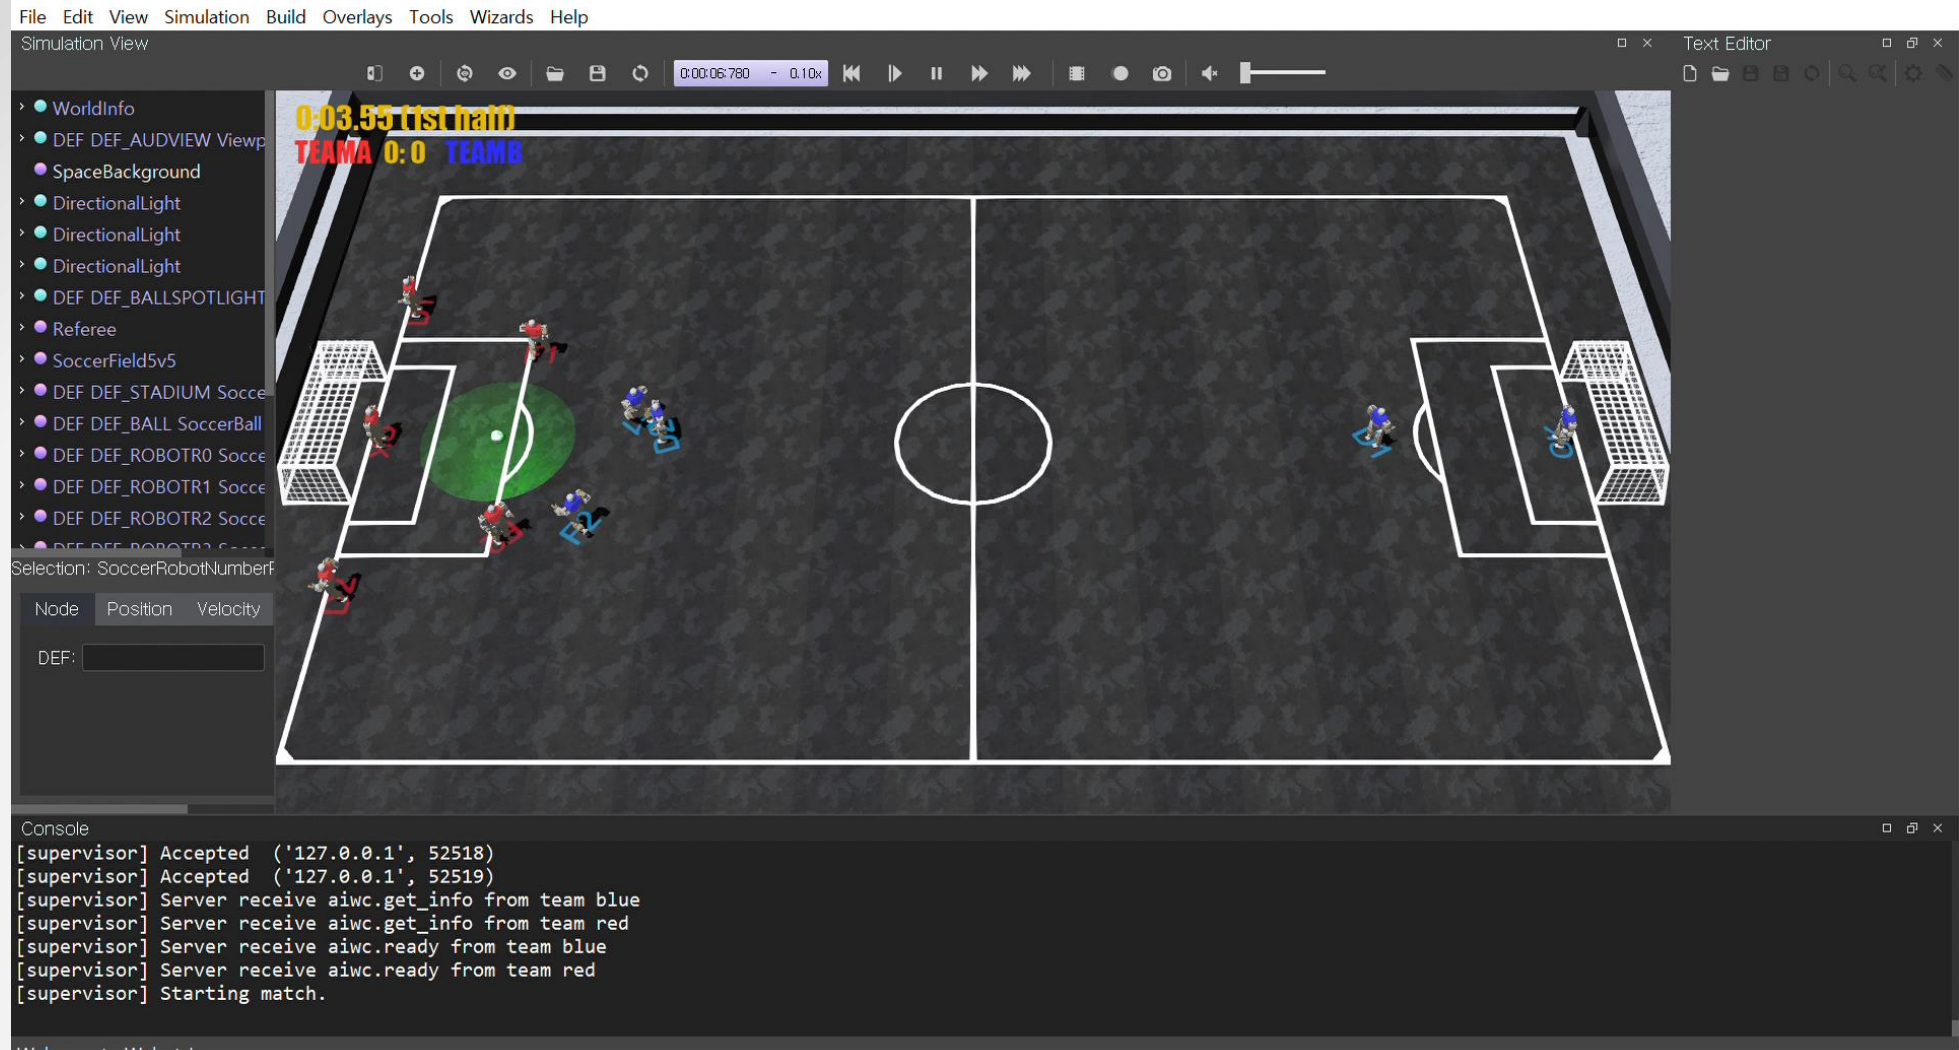 File Edit View Simulation Build Overlays Tools Wizards Help
Simulation View
Text Editor
0:00:06:780 - 0.10x
WorldInfo
DEF DEF_AUDVIEW Viewp
SpaceBackground
DirectionalLight
DirectionalLight
DirectionalLight
DEF DEF_BALLSPOTLIGHT
Referee
SoccerField5v5
DEF DEF_STADIUM Socce
DEF DEF_BALL SoccerBall
DEF DEF_ROBOTR0 Socce
DEF DEF_ROBOTR1 Socce
DEF DEF_ROBOTR2 Socce
0:03.55 (1st half)
TEAMA 0:0 TEAMB
F2
Selection: SoccerRobotNumber
Node Position Velocity
DEF:
Console
[supervisor] Accepted ('127.0.0.1', 52518)
[supervisor] Accepted ('127.0.0.1', 52519)
[supervisor] Server receive aiwc.get_info from team blue
[supervisor] Server receive aiwc.get_info from team red
[supervisor] Server receive aiwc.ready from team blue
[supervisor] Server receive aiwc.ready from team red
[supervisor] Starting match.